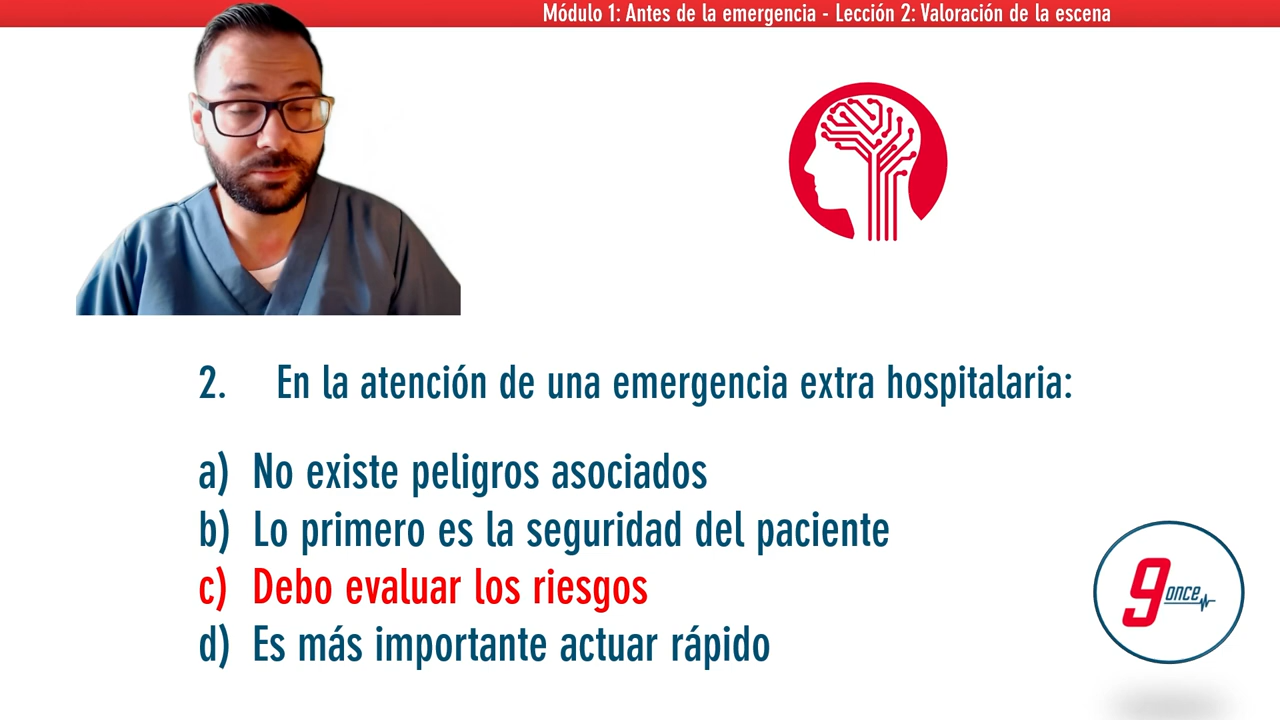 Módulo 1: Antes de la emergencia - Lección 2: Valoración de la escena
2. En la atención de una emergencia extra hospitalaria:
a) No existe peligros asociados
b) Lo primero es la seguridad del paciente
c) Debo evaluar los riesgos
d) Es más importante actuar rápido
9 once